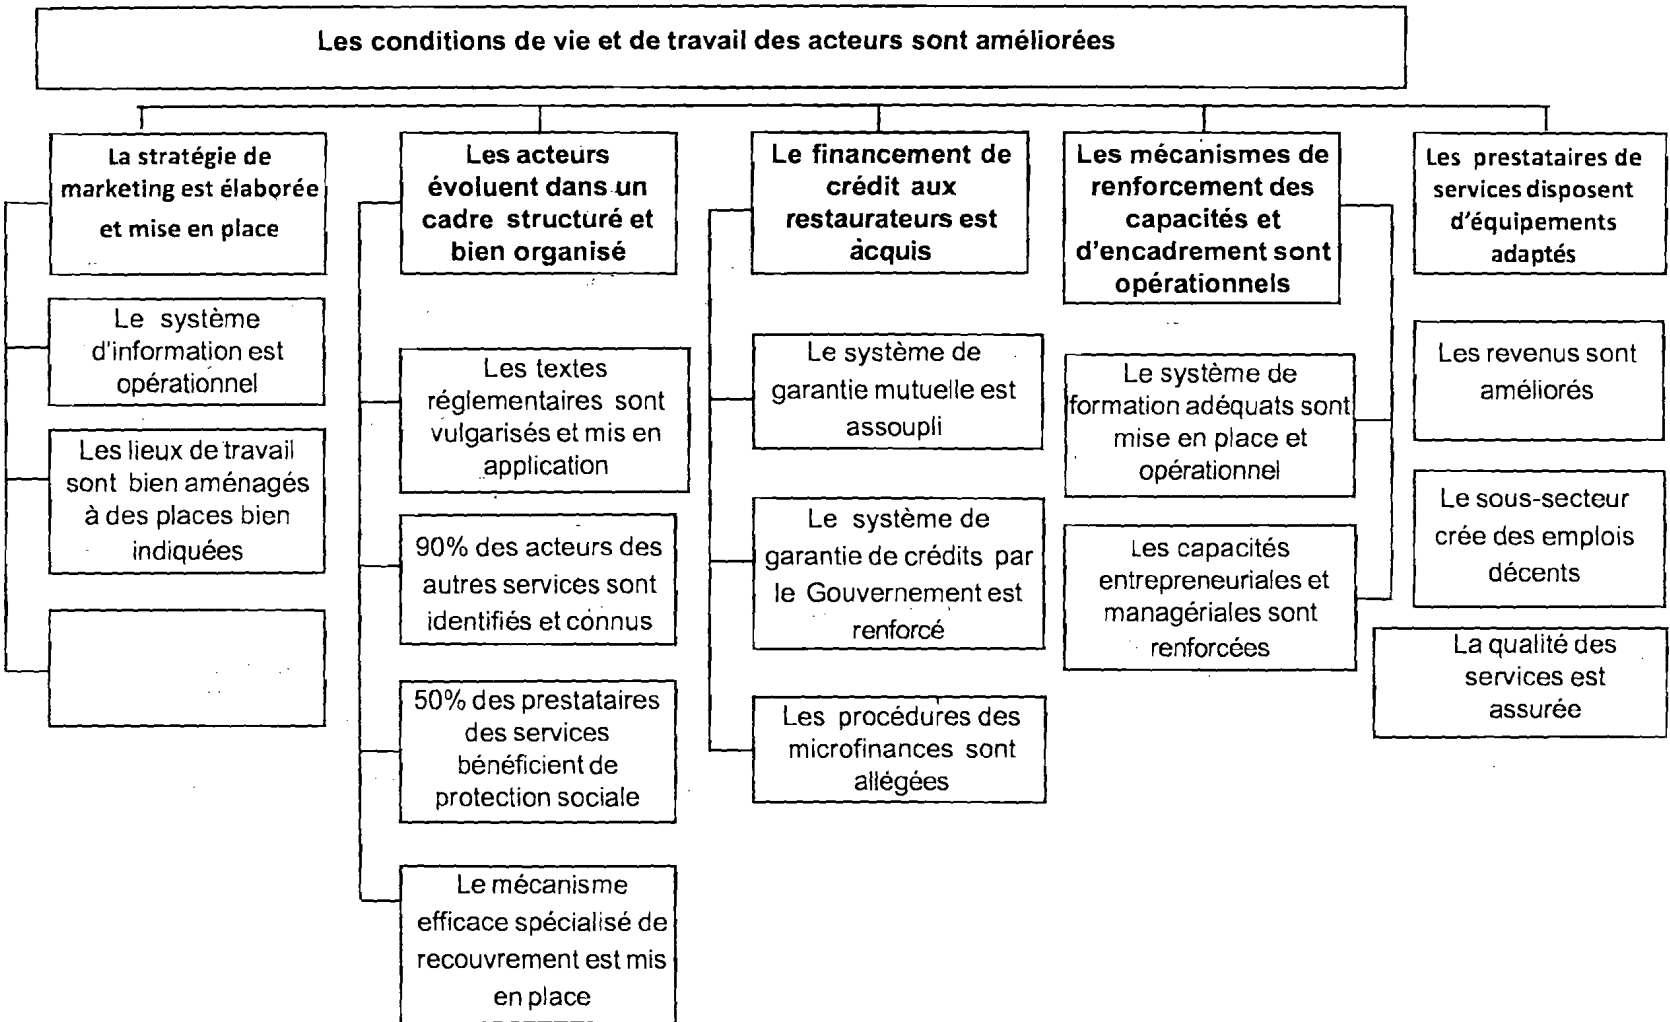 Les conditions de vie et de travail des acteurs sont améliorées
La stratégie de
marketing est élaborée
et mise en place
Le système
d'information est
opérationnel
Les lieux de travail
sont bien aménagés
à des places bien
indiquées
Les acteurs
évoluent dans un
cadre structuré et
bien organisé
Les textes
réglementaires sont
vulgarisés et mis en
application
90% des acteurs des
autres services sont
identifiés et connus
50% des prestataires
des services
bénéficient de
protection sociale
Le mécanisme
efficace spécialisé de
recouvrement est mis
en place
Le financement de
crédit aux
restaurateurs est
acquis
Le système de
garantie mutuelle est
assoupli
Le système de
garantie de crédits par
le Gouvernement est
renforcé
Les procédures des
microfinances sont
allégées
Les mécanismes de
renforcement des
capacités et
d'encadrement sont
opérationnels
Le système de
formation adéquats sont
mise en place et
opérationnel
Les capacités
entrepreneuriales et
managériales sont
renforcées
Les prestataires de
services disposent
d'équipements
adaptés
Les revenus sont
améliorés
Le sous-secteur
crée des emplois
décents
La qualité des
services est
assurée